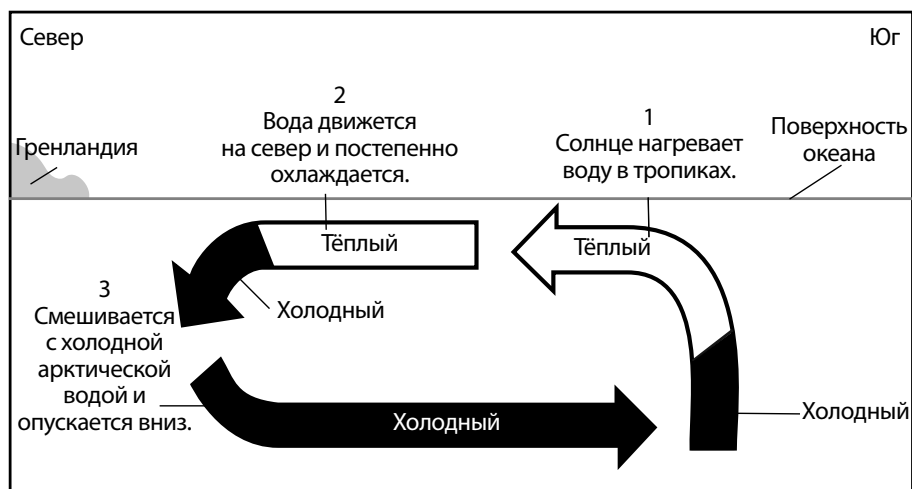 Север
Юг
Гренландия
2
Вода движется
на север и постепенно
охлаждается.
1
Солнце нагревает
воду в тропиках.
Поверхность
океана
Тёплый
Тёплый
Холодный
3
Смешивается
с холодной
арктической
водой и
опускается вниз.
Холодный
Холодный